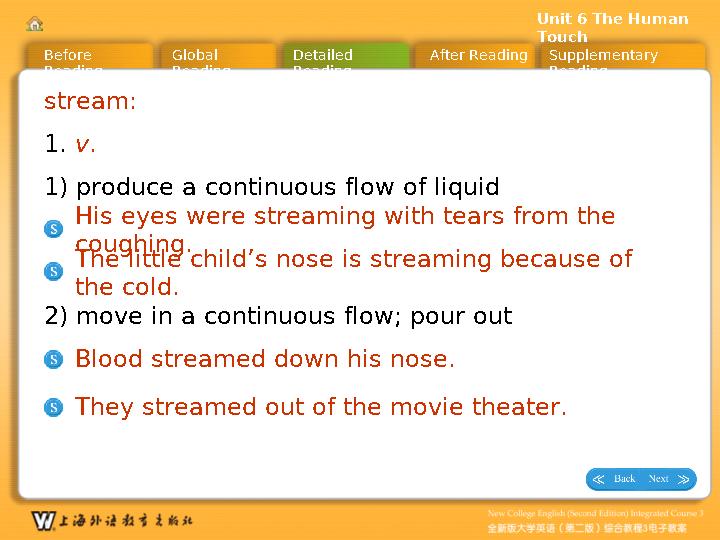 Unit 6 The Human
Touch
Before
Reading
Global
Reading
Detailed
Reading
After Reading
Supplementary
Reading
stream:
1. v.
1) produce a continuous flow of liquid
S His eyes were streaming with tears from the
coughing.
S The little child’s nose is streaming because of
the cold.
2) move in a continuous flow; pour out
S Blood streamed down his nose.
S They streamed out of the movie theater.
Back Next
W 上海外语教育出版社
New College English (Second Edition) Integrated Course 3
全新版大学英语（第二版）综合教程3电子教案